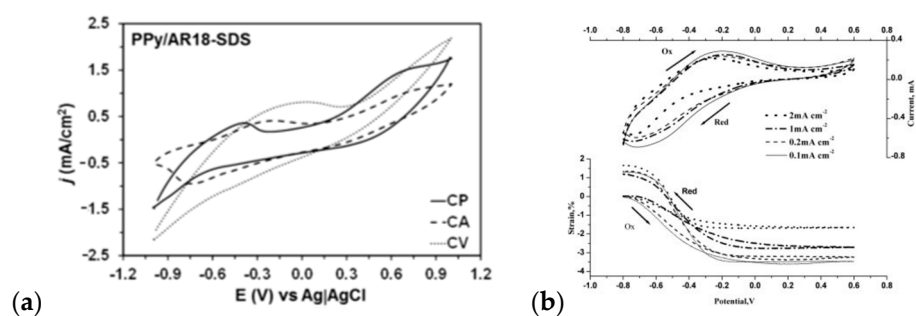 PPy/AR18-SDS
j (mA/cm²)
2.5
1.5
0.5
-0.5
-1.5
-2.5
CP
CA
CV
-1.2 -0.9 -0.6 -0.3 0.0 0.3 0.6 0.9 1.2
E (V) vs Ag|AgCl
(a)
-1.0 -0.8 -0.6 -0.4 -0.2 0.0 0.2 0.4 0.6 0.8
Ox
Red
0.4
0.0
-0.4
-0.8
Current, mA
2mA cm⁻²
1mA cm⁻²
0.2mA cm⁻²
0.1mA cm⁻²
Strain,%
2
1
0
-1
-2
-3
-4
Red
Ox
-1.0 -0.8 -0.6 -0.4 -0.2 0.0 0.2 0.4 0.6 0.8
Potential,V
(b)